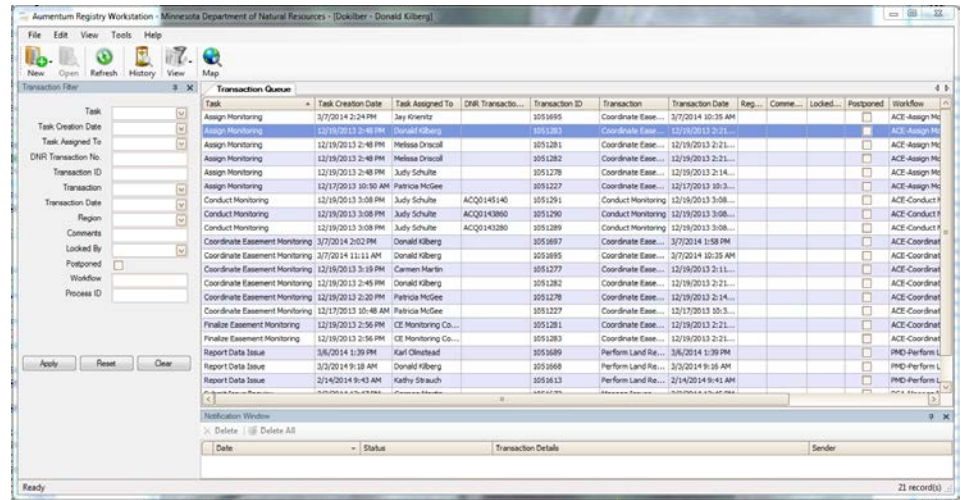 Aumentum Registry Workstation - Minnesota Department of Natural Resources - [Dokilber - Donald Kilberg]
File Edit View Tools Help
New Open Refresh History View Map
Transaction Filter
Task
Task Creation Date
Task Assigned To
DNR Transaction No.
Transaction ID
Transaction
Transaction Date
Region
Comments
Locked By
Postponed
Workflow
Process ID
Apply Reset Clear
Transaction Queue
Task Task Creation Date Task Assigned To DNR Transactio... Transaction ID Transaction Transaction Date Reg... Comme... Locked... Postponed Workflow
Assign Monitoring 3/7/2014 2:24 PM Jay Krienitz 1051695 Coordinate Ease... 3/7/2014 10:35 AM ACE-Assign Mo
Assign Monitoring 12/19/2013 2:48 PM Donald Kilberg 1051283 Coordinate Ease... 12/19/2013 2:21... ACE-Assign Mo
Assign Monitoring 12/19/2013 2:48 PM Melissa Driscoll 1051281 Coordinate Ease... 12/19/2013 2:21... ACE-Assign Mo
Assign Monitoring 12/19/2013 2:48 PM Melissa Driscoll 1051282 Coordinate Ease... 12/19/2013 2:21... ACE-Assign Mo
Assign Monitoring 12/19/2013 2:48 PM Judy Schulte 1051278 Coordinate Ease... 12/19/2013 2:14... ACE-Assign Mo
Assign Monitoring 12/17/2013 10:50 AM Patricia McGee 1051227 Coordinate Ease... 12/17/2013 10:3... ACE-Assign Mo
Conduct Monitoring 12/19/2013 3:08 PM Judy Schulte ACQ0145140 1051291 Conduct Monitoring 12/19/2013 3:08... ACE-Conduct M
Conduct Monitoring 12/19/2013 3:08 PM Judy Schulte ACQ0143860 1051290 Conduct Monitoring 12/19/2013 3:08... ACE-Conduct M
Conduct Monitoring 12/19/2013 3:08 PM Judy Schulte ACQ0143280 1051289 Conduct Monitoring 12/19/2013 3:08... ACE-Conduct M
Coordinate Easement Monitoring 3/7/2014 2:02 PM Donald Kilberg 1051697 Coordinate Ease... 3/7/2014 1:58 PM ACE-Coordinat
Coordinate Easement Monitoring 3/7/2014 11:11 AM Donald Kilberg 1051695 Coordinate Ease... 3/7/2014 10:35 AM ACE-Coordinat
Coordinate Easement Monitoring 12/19/2013 3:19 PM Carmen Martin 1051277 Coordinate Ease... 12/19/2013 2:11... ACE-Coordinat
Coordinate Easement Monitoring 12/19/2013 2:45 PM Donald Kilberg 1051282 Coordinate Ease... 12/19/2013 2:21... ACE-Coordinat
Coordinate Easement Monitoring 12/19/2013 2:20 PM Patricia McGee 1051278 Coordinate Ease... 12/19/2013 2:14... ACE-Coordinat
Coordinate Easement Monitoring 12/17/2013 10:48 AM Patricia McGee 1051227 Coordinate Ease... 12/17/2013 10:3... ACE-Coordinat
Finalize Easement Monitoring 12/19/2013 2:56 PM CE Monitoring Co... 1051281 Coordinate Ease... 12/19/2013 2:21... ACE-Coordinat
Finalize Easement Monitoring 12/19/2013 2:56 PM CE Monitoring Co... 1051283 Coordinate Ease... 12/19/2013 2:21... ACE-Coordinat
Report Data Issue 3/6/2014 1:39 PM Karl Olmstead 1051689 Perform Land Re... 3/6/2014 1:39 PM PMD-Perform L
Report Data Issue 3/3/2014 9:18 AM Donald Kilberg 1051668 Perform Land Re... 3/3/2014 9:16 AM PMD-Perform L
Report Data Issue 2/14/2014 9:43 AM Kathy Strauch 1051613 Perform Land Re... 2/14/2014 9:41 AM PMD-Perform L
Notification Window
Delete Delete All
Date Status Transaction Details Sender
Ready 21 record(s)